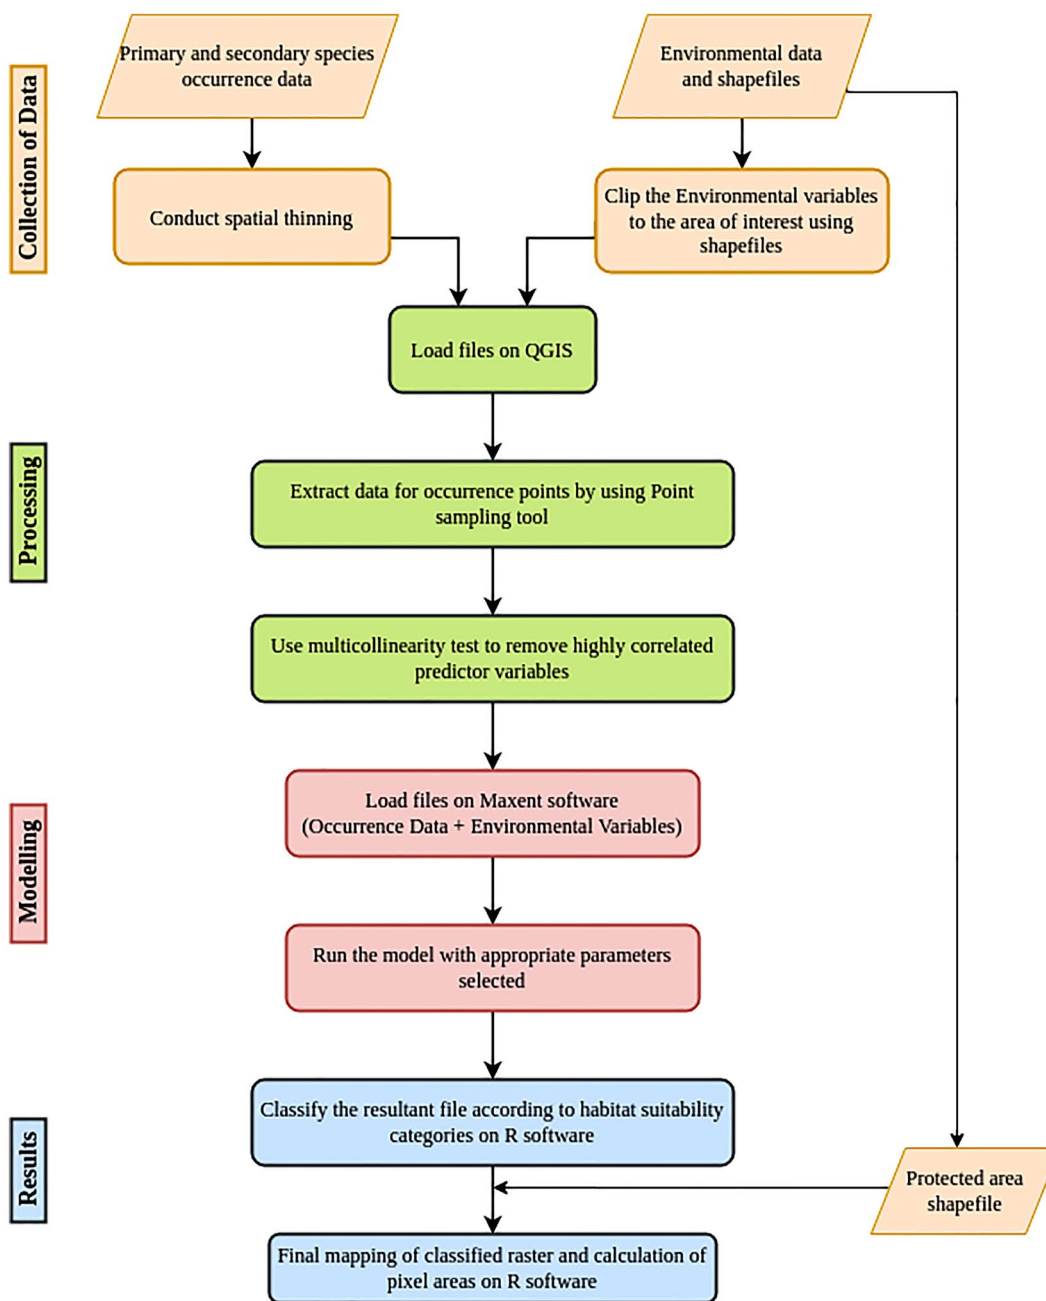 Primary and secondary species
occurrence data
Environmental data
and shapefiles
Collection of Data
Conduct spatial thinning
Clip the Environmental variables
to the area of interest using
shapefiles
Load files on QGIS
Processing
Extract data for occurrence points by using Point
sampling tool
Use multicollinearity test to remove highly correlated
predictor variables
Modelling
Load files on Maxent software
(Occurrence Data + Environmental Variables)
Run the model with appropriate parameters
selected
Results
Classify the resultant file according to habitat suitability
categories on R software
Protected area
shapefile
Final mapping of classified raster and calculation of
pixel areas on R software